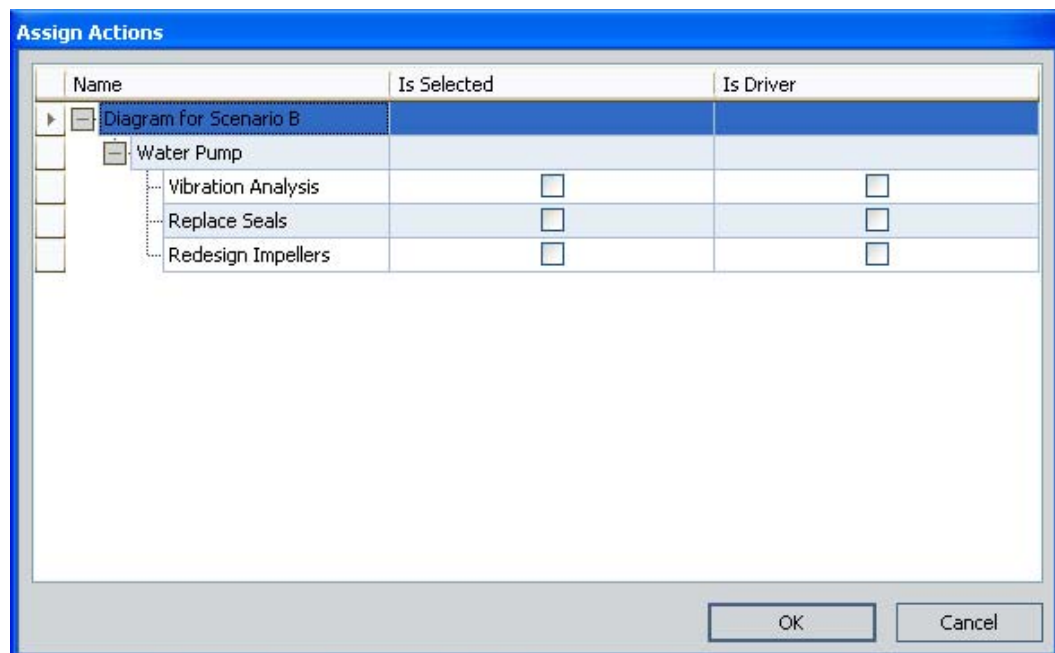 Assign Actions
Name Is Selected Is Driver
Diagram for Scenario B
Water Pump
Vibration Analysis
Replace Seals
Redesign Impellers
OK Cancel